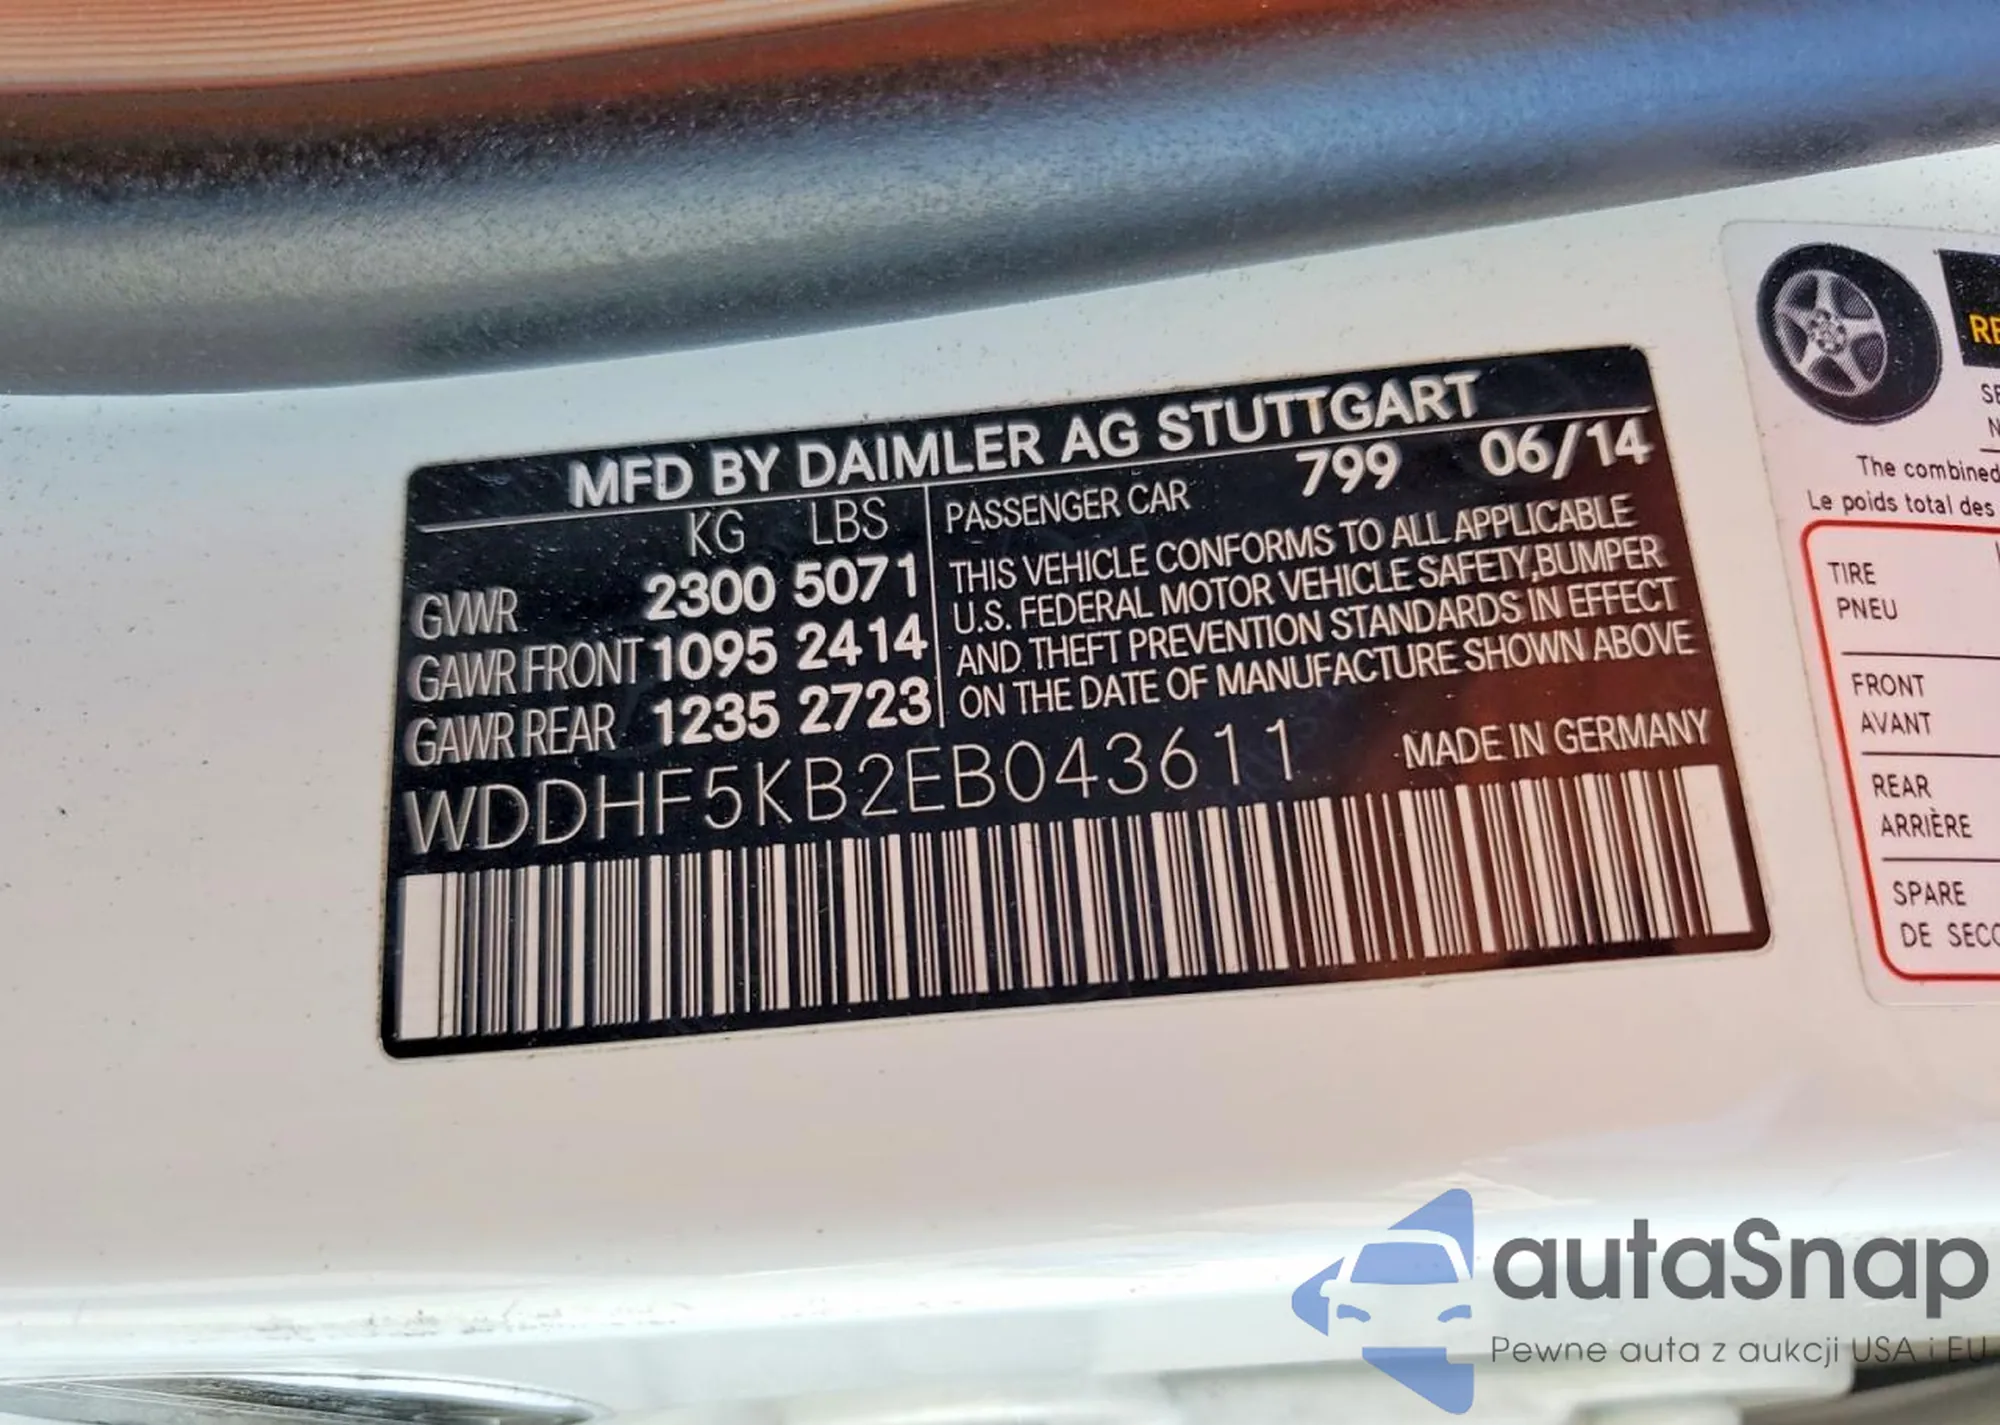 MFD BY DAIMLER AG STUTTGART
KG LBS
GVWR 2300 5071
GAWR FRONT 1095 2414
GAWR REAR 1235 2723
PASSENGER CAR 799 06/14
THIS VEHICLE CONFORMS TO ALL APPLICABLE
U.S. FEDERAL MOTOR VEHICLE SAFETY,BUMPER
AND THEFT PREVENTION STANDARDS IN EFFECT
ON THE DATE OF MANUFACTURE SHOWN ABOVE
WDDHF5KB2EB043611
MADE IN GERMANY
The combined
Le poids total des
TIRE
PNEU
FRONT
AVANT
REAR
ARRIÈRE
SPARE
DE
autaSnap
Pewne auta z aukcji USA i EU